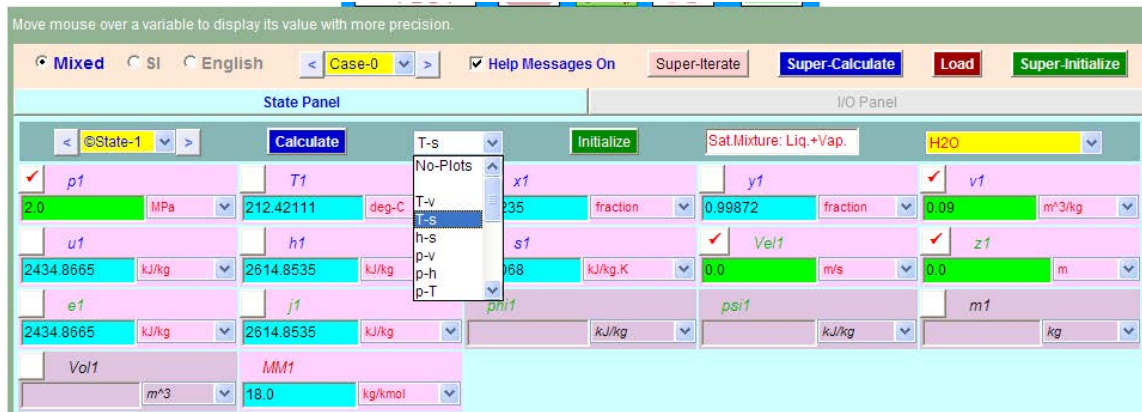 Move mouse over a variable to display its value with more precision.
Mixed SI English < Case-0 > Help Messages On Super-Iterate Super-Calculate Load Super-Initialize
State Panel I/O Panel
< ©State-1 > Calculate T-s Initialize Sat.Mixture: Liq.+Vap. H2O
No-Plots
T-v
T-s
h-s
p-v
p-h
p-T
p1 T1 x1 y1 v1
2.0 MPa 212.42111 deg-C 235 fraction 0.99872 fraction 0.09 m^3/kg
u1 h1 s1 Vel1 z1
2434.8665 kJ/kg 2614.8535 kJ/kg 068 kJ/kg.K 0.0 m/s 0.0 m
e1 j1 phi1 psi1 m1
2434.8665 kJ/kg 2614.8535 kJ/kg kJ/kg kJ/kg kg
Vol1 MM1
m^3 18.0 kg/kmol